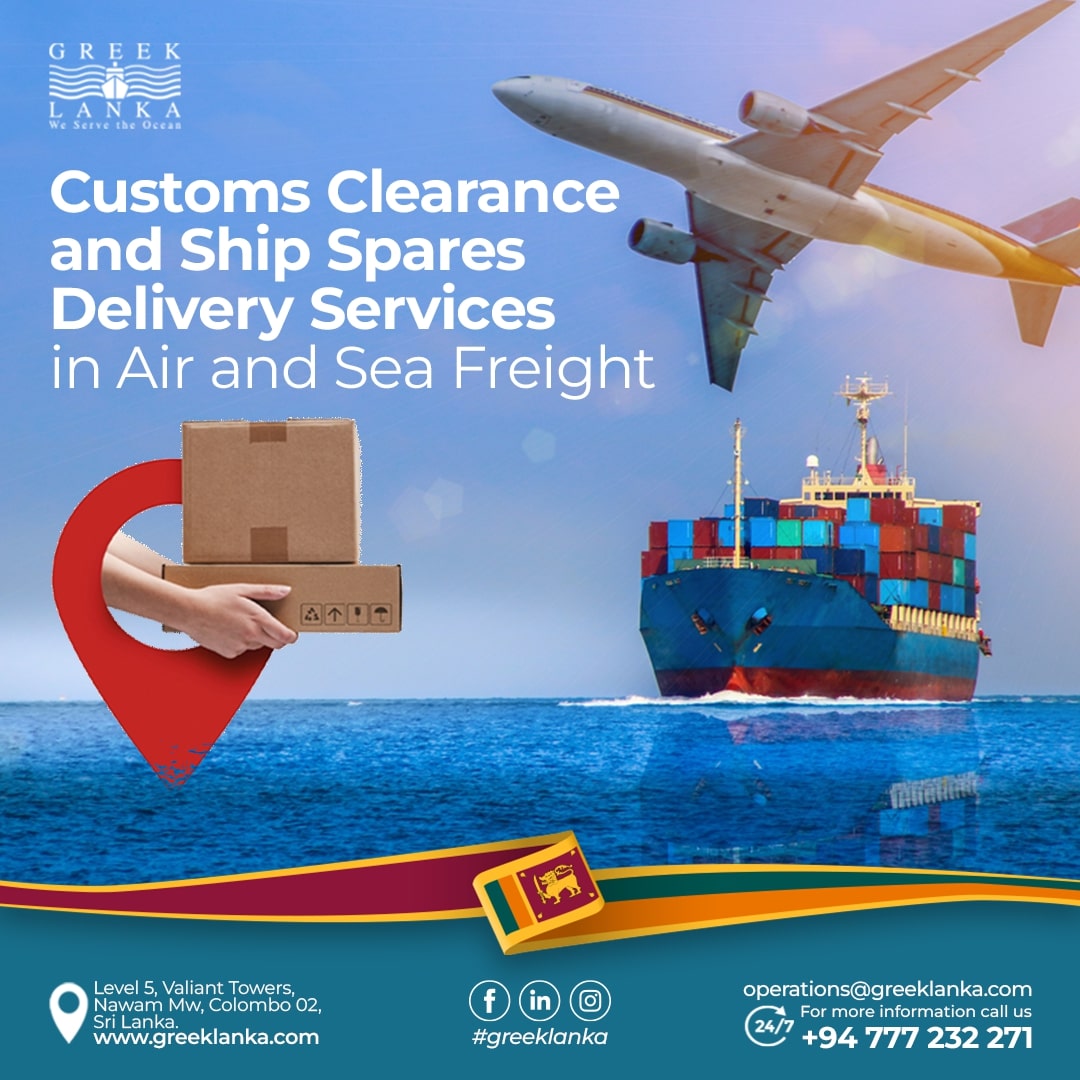 GREEK
LANKA
We Serve the Ocean
Customs Clearance
and Ship Spares
Delivery Services
in Air and Sea Freight
Level 5, Valiant Towers,
Nawam Mw, Colombo 02,
Sri Lanka.
www.greeklanka.com
f in
#greeklanka
operations@greeklanka.com
For more information call us
24/7
+94 777 232 271